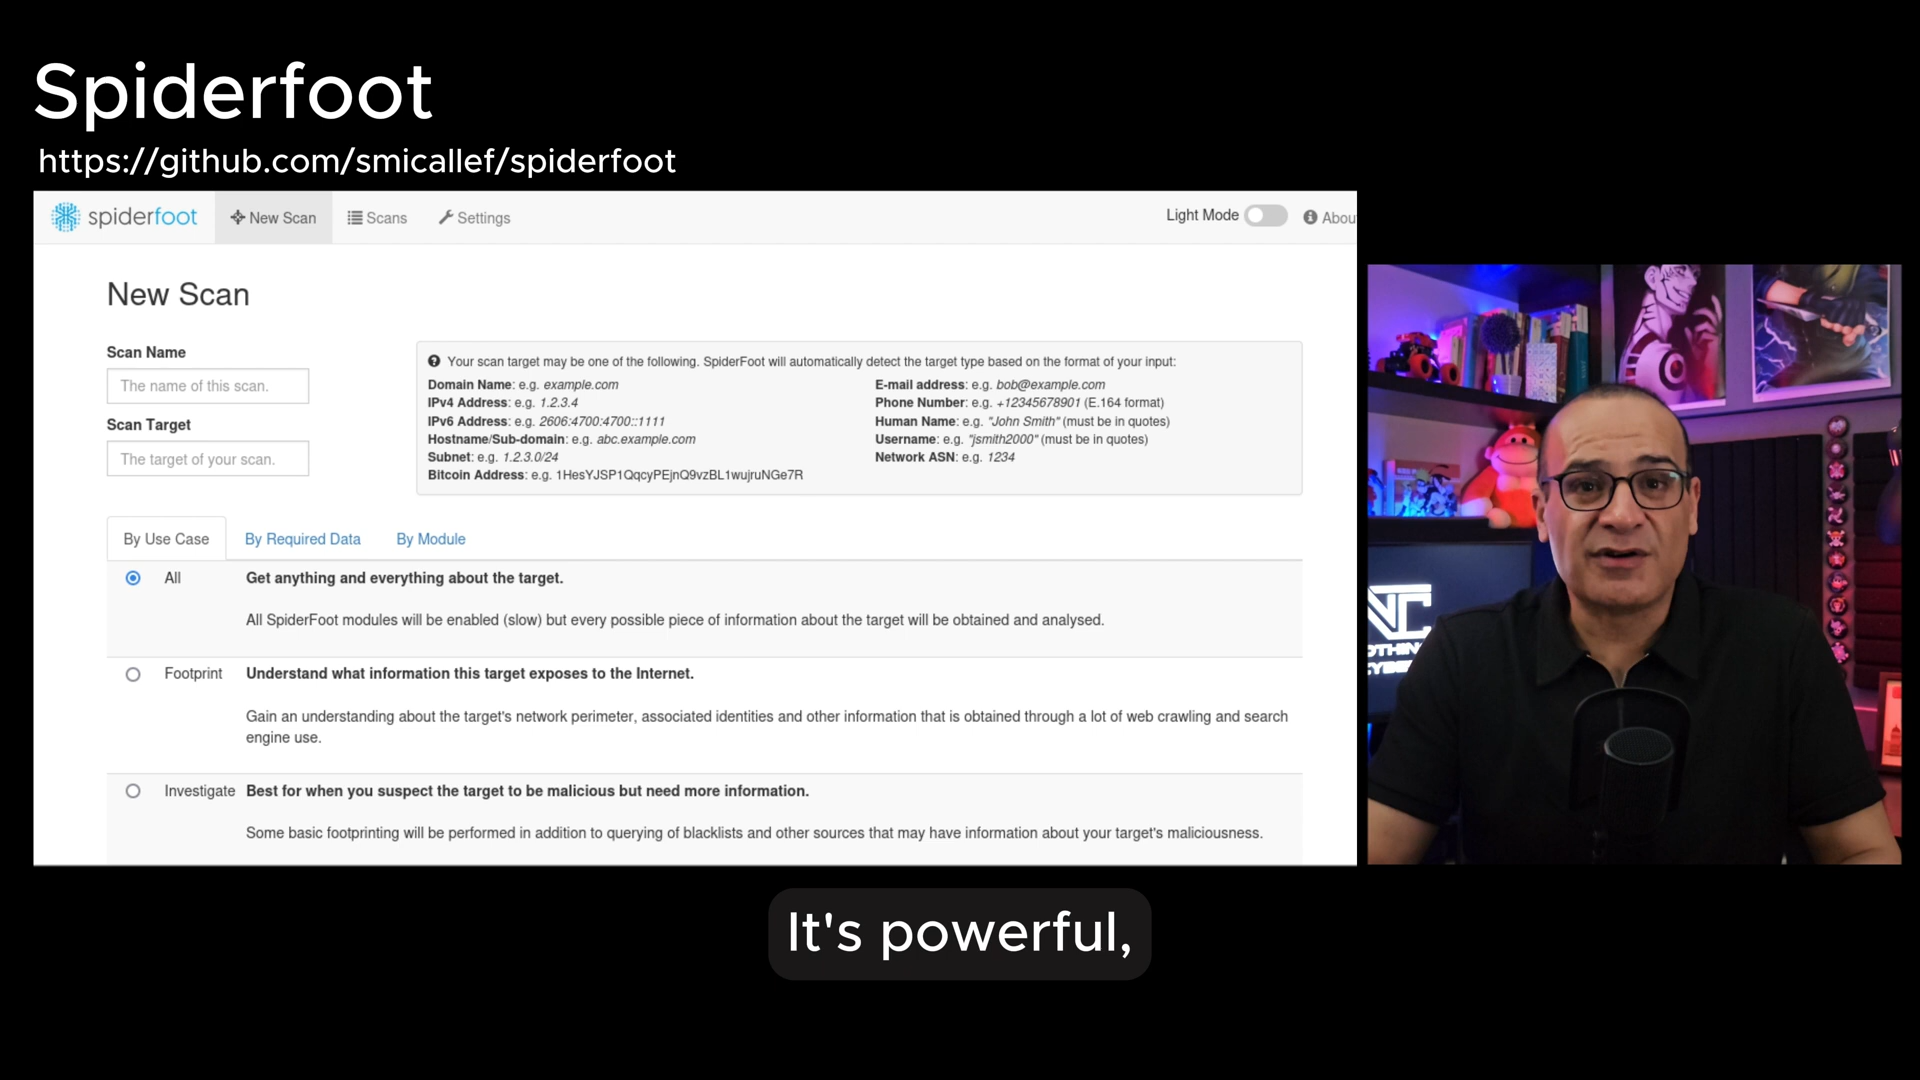 Spiderfoot
https://github.com/smicallef/spiderfoot
spiderfoot
New Scan
Scans
Settings
Light Mode
Abou
New Scan
Scan Name
The name of this scan.
Scan Target
The target of your scan.
Your scan target may be one of the following. SpiderFoot will automatically detect the target type based on the format of your input:
Domain Name: e.g. example.com
IPv4 Address: e.g. 1.2.3.4
IPv6 Address: e.g. 2606:4700:4700::1111
Hostname/Sub-domain: e.g. abc.example.com
Subnet: e.g. 1.2.3.0/24
Bitcoin Address: e.g. 1HesYJSP1QqcyPEjnQ9vzBL1wujruNGe7R
E-mail address: e.g. bob@example.com
Phone Number: e.g. +12345678901 (E.164 format)
Human Name: e.g. "John Smith" (must be in quotes)
Username: e.g. "jsmith2000" (must be in quotes)
Network ASN: e.g. 1234
By Use Case
By Required Data
By Module
All
Get anything and everything about the target.
All SpiderFoot modules will be enabled (slow) but every possible piece of information about the target will be obtained and analysed.
Footprint
Understand what information this target exposes to the Internet.
Gain an understanding about the target's network perimeter, associated identities and other information that is obtained through a lot of web crawling and search
engine use.
Investigate
Best for when you suspect the target to be malicious but need more information.
Some basic footprinting will be performed in addition to querying of blacklists and other sources that may have information about your target's maliciousness.
It's powerful,